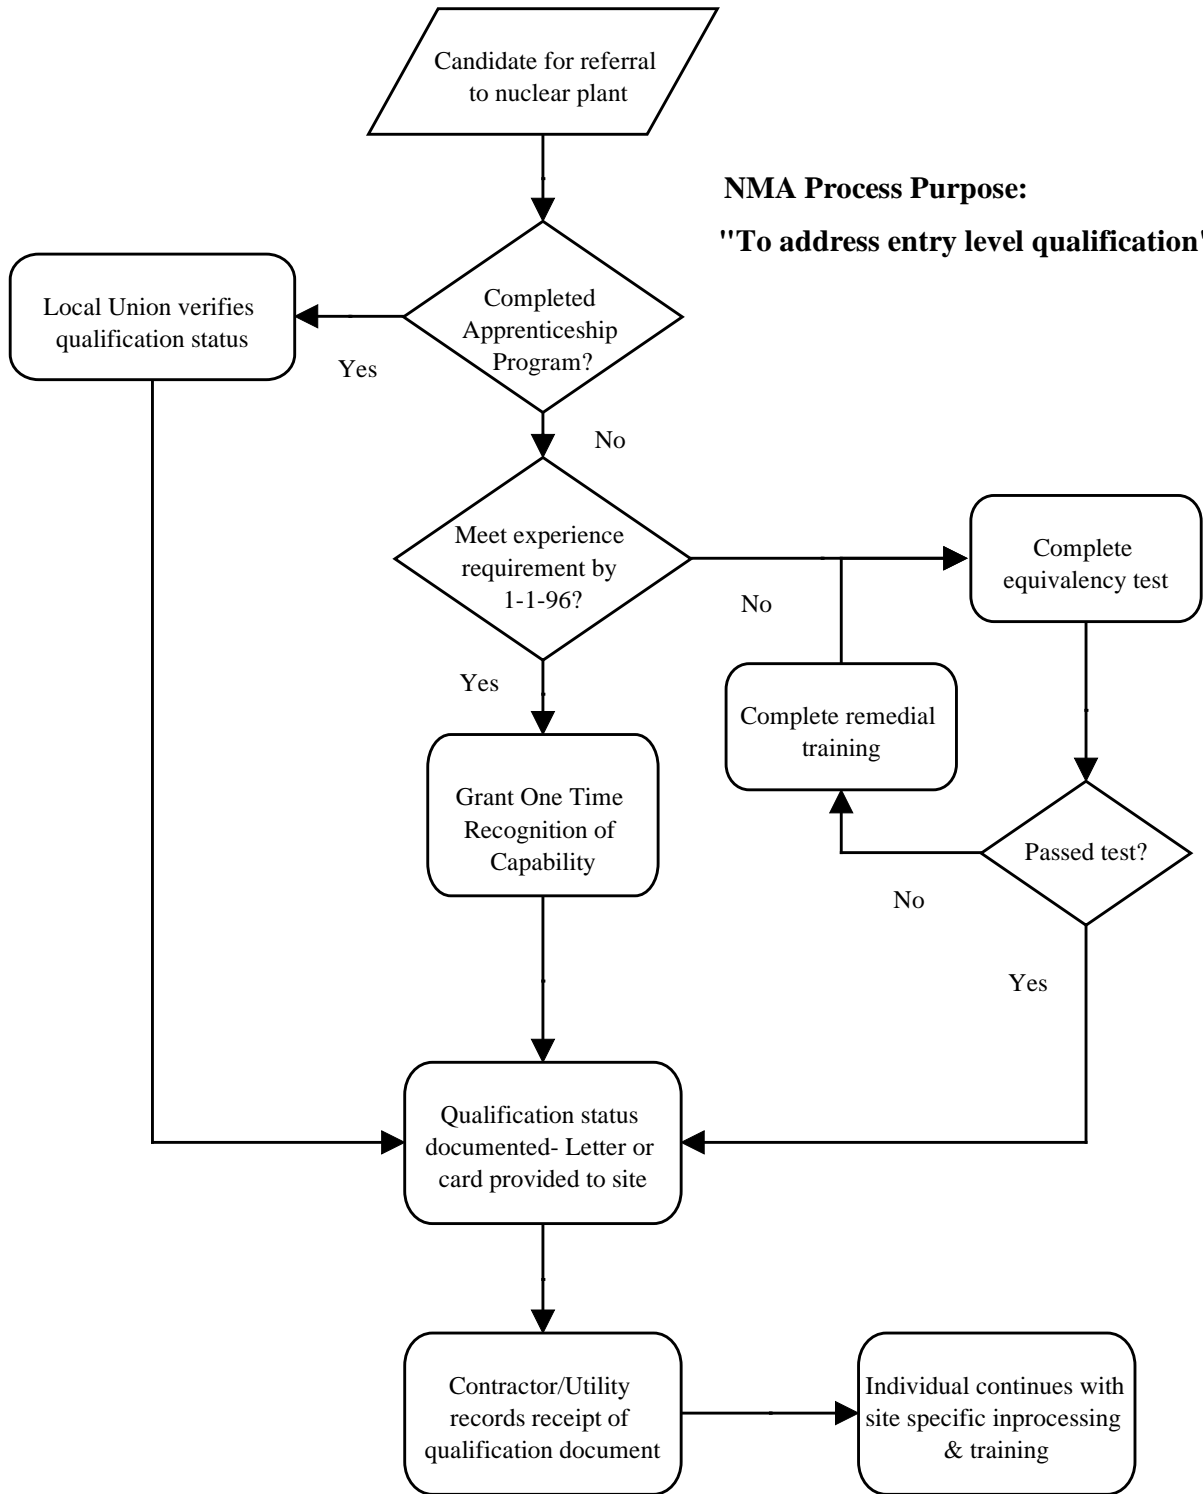 Candidate for referral
to nuclear plant
NMA Process Purpose:
"To address entry level qualification"
Completed
Apprenticeship
Program?
Local Union verifies
qualification status
Yes
No
Meet experience
requirement by
1-1-96?
No
Complete
equivalency test
Yes
Complete remedial
training
Grant One Time
Recognition of
Capability
Passed test?
No
Yes
Qualification status
documented- Letter or
card provided to site
Contractor/Utility
records receipt of
qualification document
Individual continues with
site specific inprocessing
& training